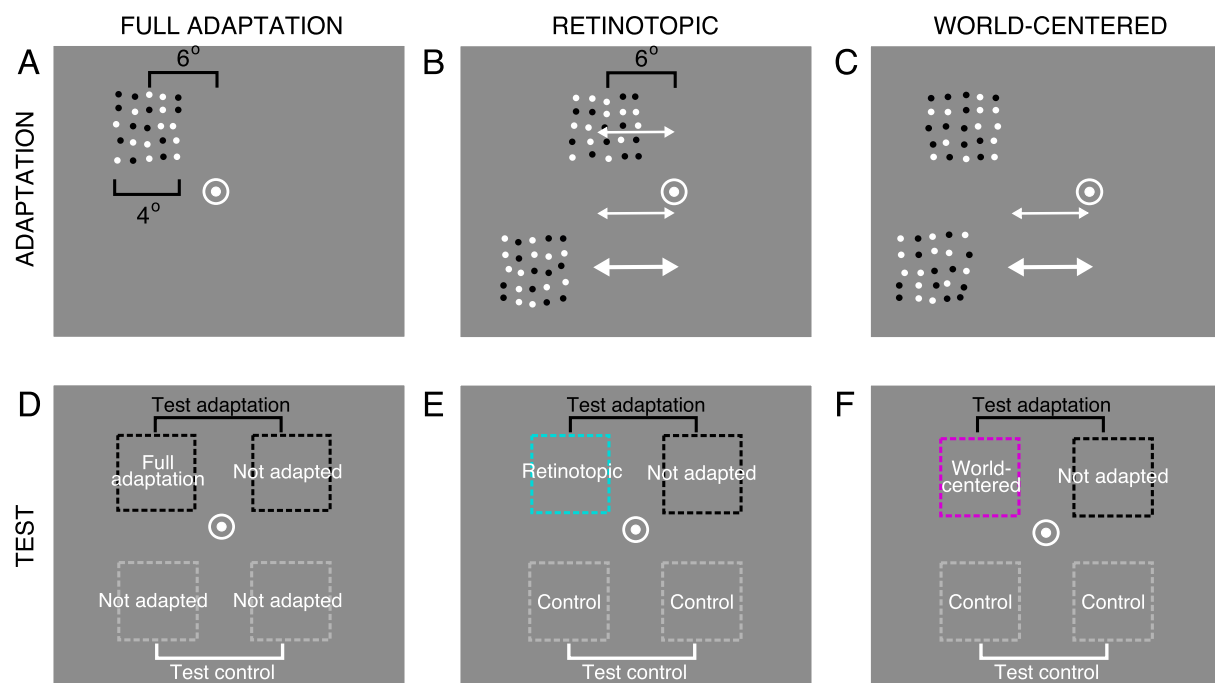 FULL ADAPTATION
RETINOTOPIC
WORLD-CENTERED
A
B
C
6°
6°
4°
ADAPTATION
D
E
F
Test adaptation
Test adaptation
Test adaptation
Full
adaptation
Not adapted
Retinotopic
Not adapted
World-
centered
Not adapted
TEST
Not adapted
Not adapted
Control
Control
Control
Control
Test control
Test control
Test control